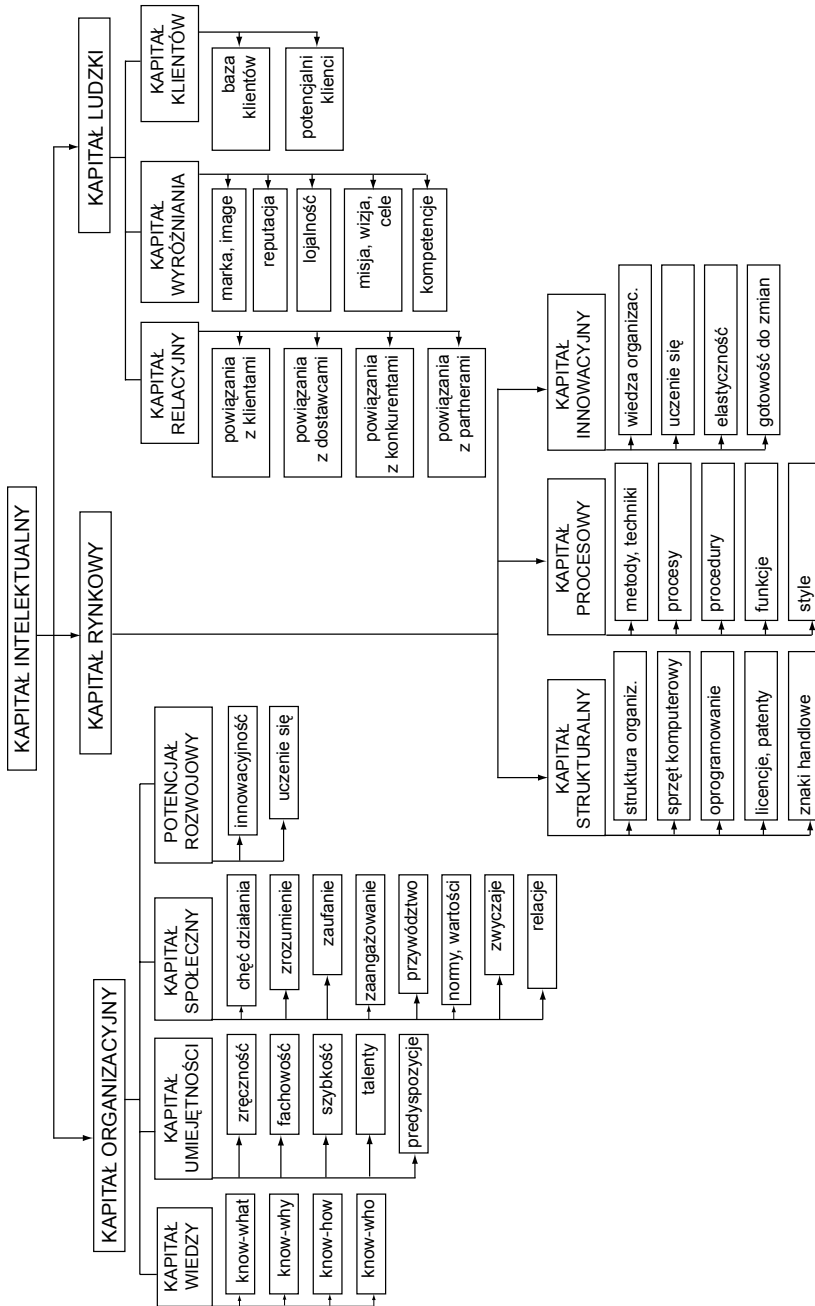 KAPITAŁ INTELEKTUALNY
KAPITAŁ ORGANIZACYJNY
KAPITAŁ RYNKOWY
KAPITAŁ LUDZKI
KAPITAŁ
WIEDZY
know-what
know-why
know-how
know-who
KAPITAŁ
UMIEJĘTNOŚCI
zręczność
fachowość
szybkość
talenty
predyspozycje
KAPITAŁ
SPOŁECZNY
chęć działania
zrozumienie
zaufanie
zaangażowanie
przywództwo
normy, wartości
zwyczaje
relacje
POTENCJAŁ
ROZWOJOWY
innowacyjność
uczenie się
KAPITAŁ
RELACYJNY
powiązania
z klientami
powiązania
z dostawcami
powiązania
z konkurentami
powiązania
z partnerami
KAPITAŁ
WYRÓŻNIANIA
marka, image
reputacja
lojalność
misja, wizja,
cele
kompetencje
KAPITAŁ
KLIENTÓW
baza
klientów
potencjalni
klienci
KAPITAŁ
STRUKTURALNY
struktura organiz.
sprzęt komputerowy
oprogramowanie
licencje, patenty
znaki handlowe
KAPITAŁ
PROCESOWY
metody, techniki
procesy
procedury
funkcje
style
KAPITAŁ
INNOWACYJNY
wiedza organizac.
uczenie się
elastyczność
gotowość do zmian